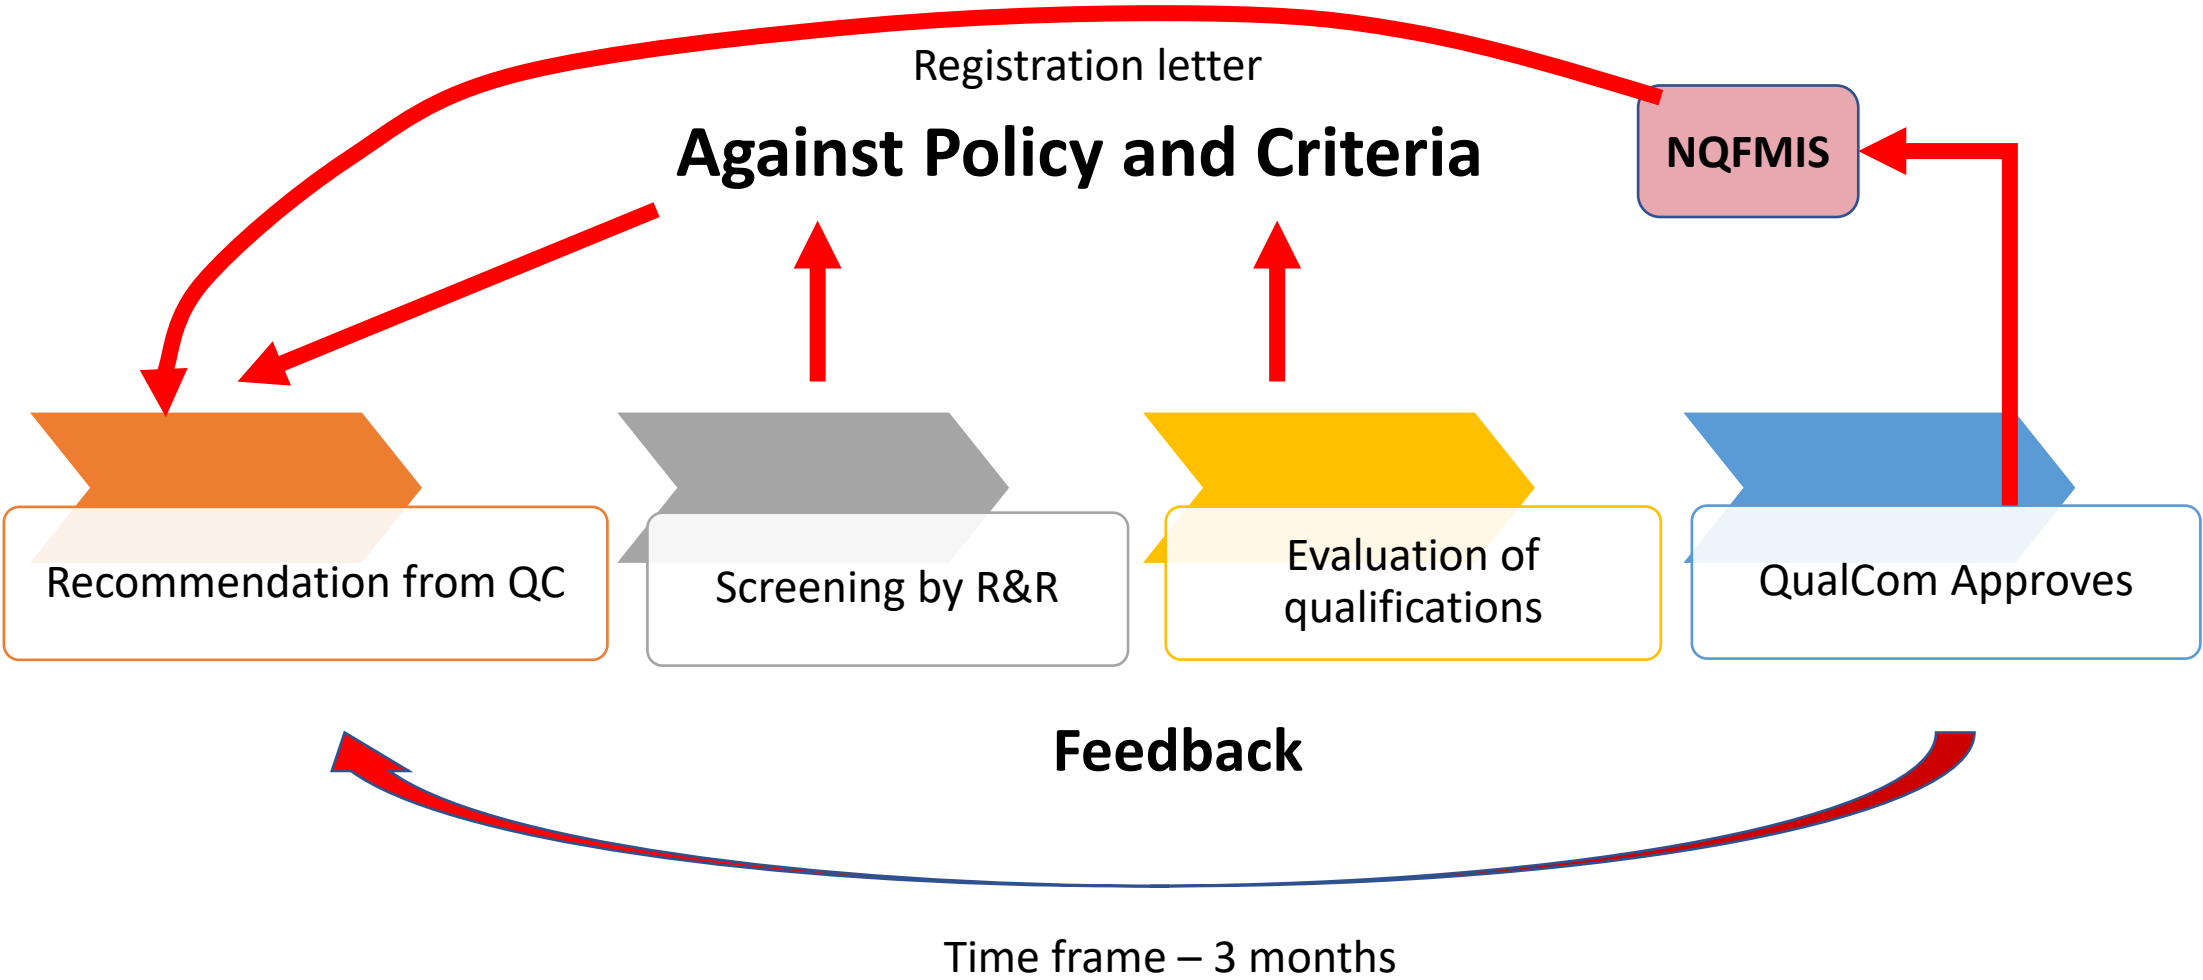 Registration letter
Against Policy and Criteria
NQFMIS
Recommendation from QC
Screening by R&R
Evaluation of
qualifications
QualCom Approves
Feedback
Time frame – 3 months